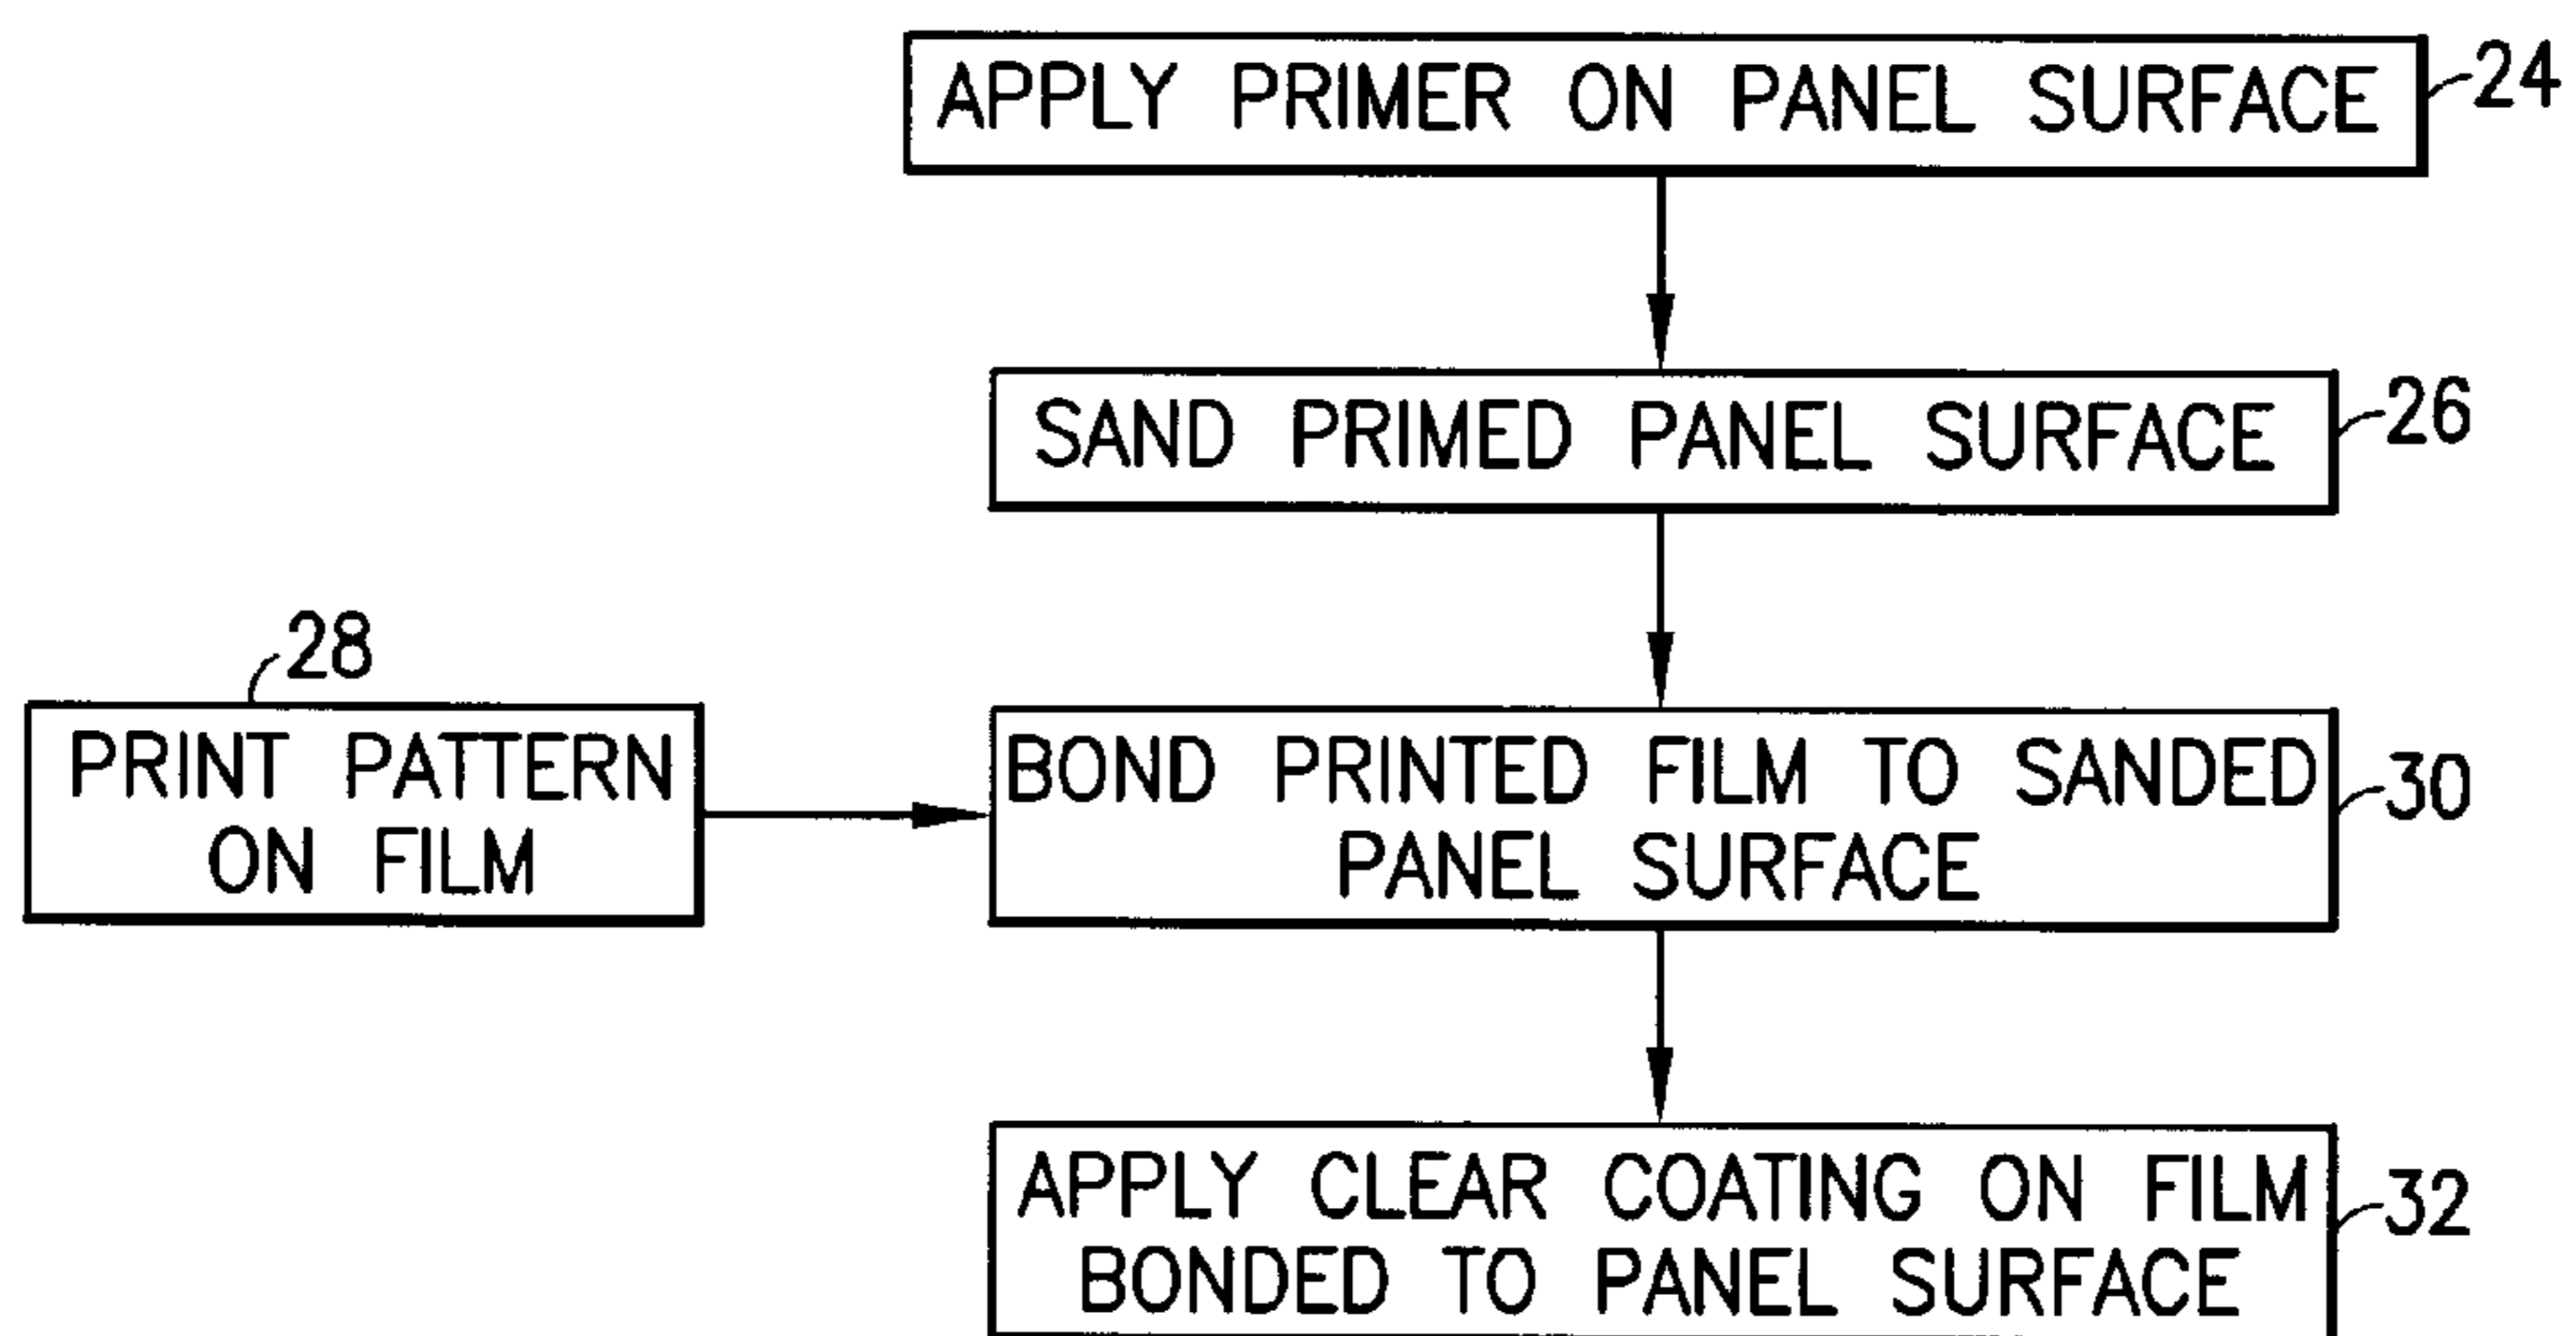 APPLY PRIMER ON PANEL SURFACE
24
SAND PRIMED PANEL SURFACE
26
28
PRINT PATTERN
ON FILM
BOND PRINTED FILM TO SANDED
PANEL SURFACE
30
APPLY CLEAR COATING ON FILM
BONDED TO PANEL SURFACE
32